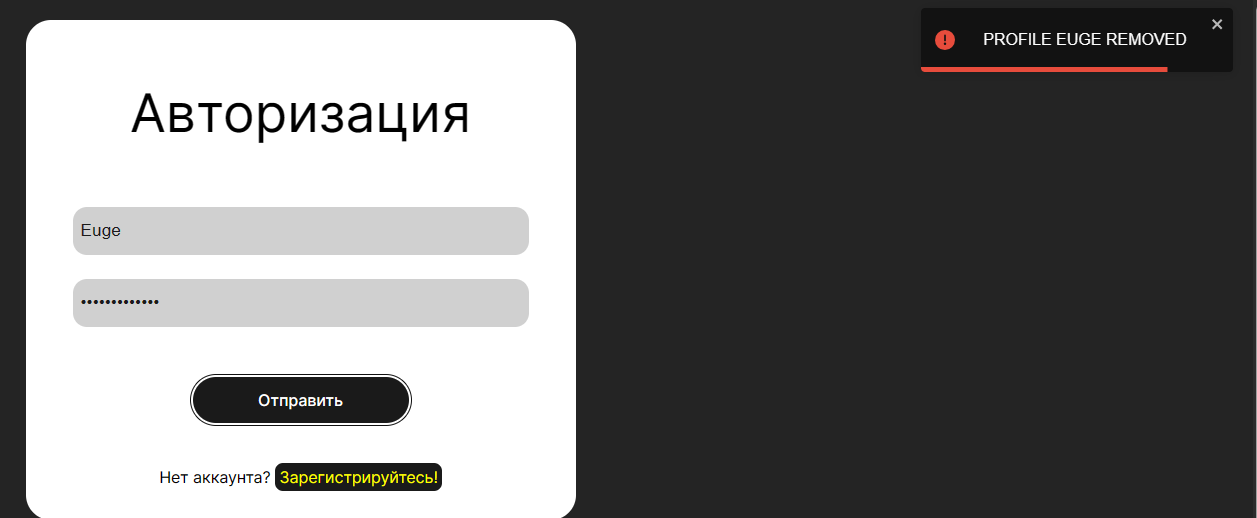 PROFILE EUGE REMOVED
Авторизация
Euge
•••••••••••••
Отправить
Нет аккаунта? Зарегистрируйтесь!